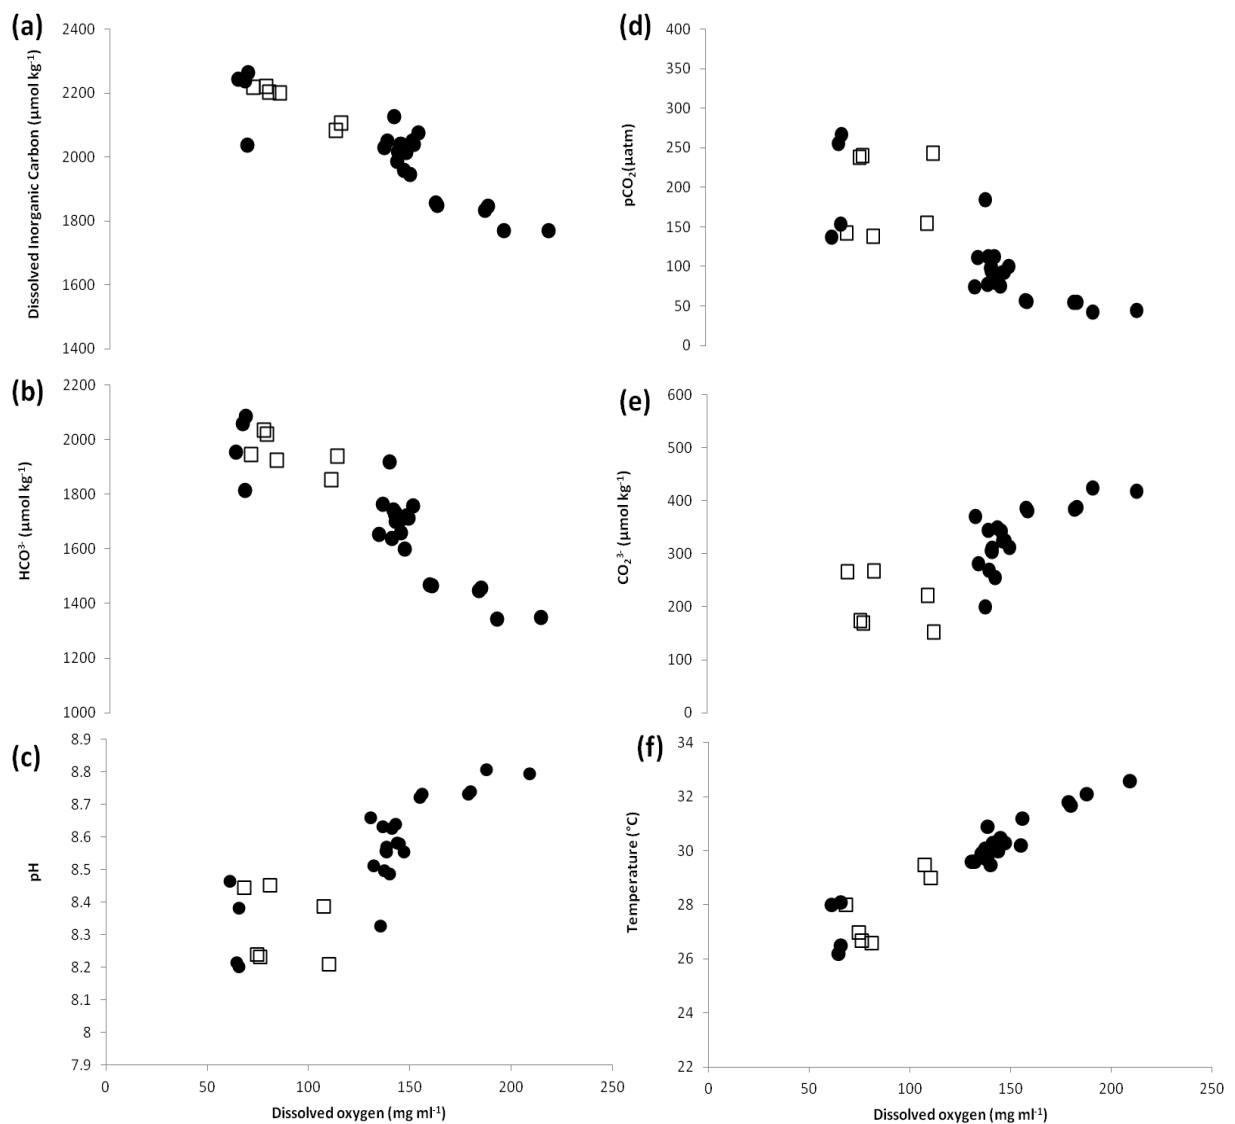 (a)
Dissolved Inorganic Carbon (µmol kg⁻¹)
2400
2200
2000
1800
1600
1400
(d)
pCO₂(µatm)
400
350
300
250
200
150
100
50
0
(b)
HCO³⁻ (µmol kg⁻¹)
2200
2000
1800
1600
1400
1200
1000
(e)
CO₂³⁻ (µmol kg⁻¹)
600
500
400
300
200
100
0
(c)
pH
8.9
8.8
8.7
8.6
8.5
8.4
8.3
8.2
8.1
8
7.9
0 50 100 150 200 250
Dissolved oxygen (mg ml⁻¹)
(f)
Temperature (°C)
34
32
30
28
26
24
22
0 50 100 150 200 250
Dissolved oxygen (mg ml⁻¹)